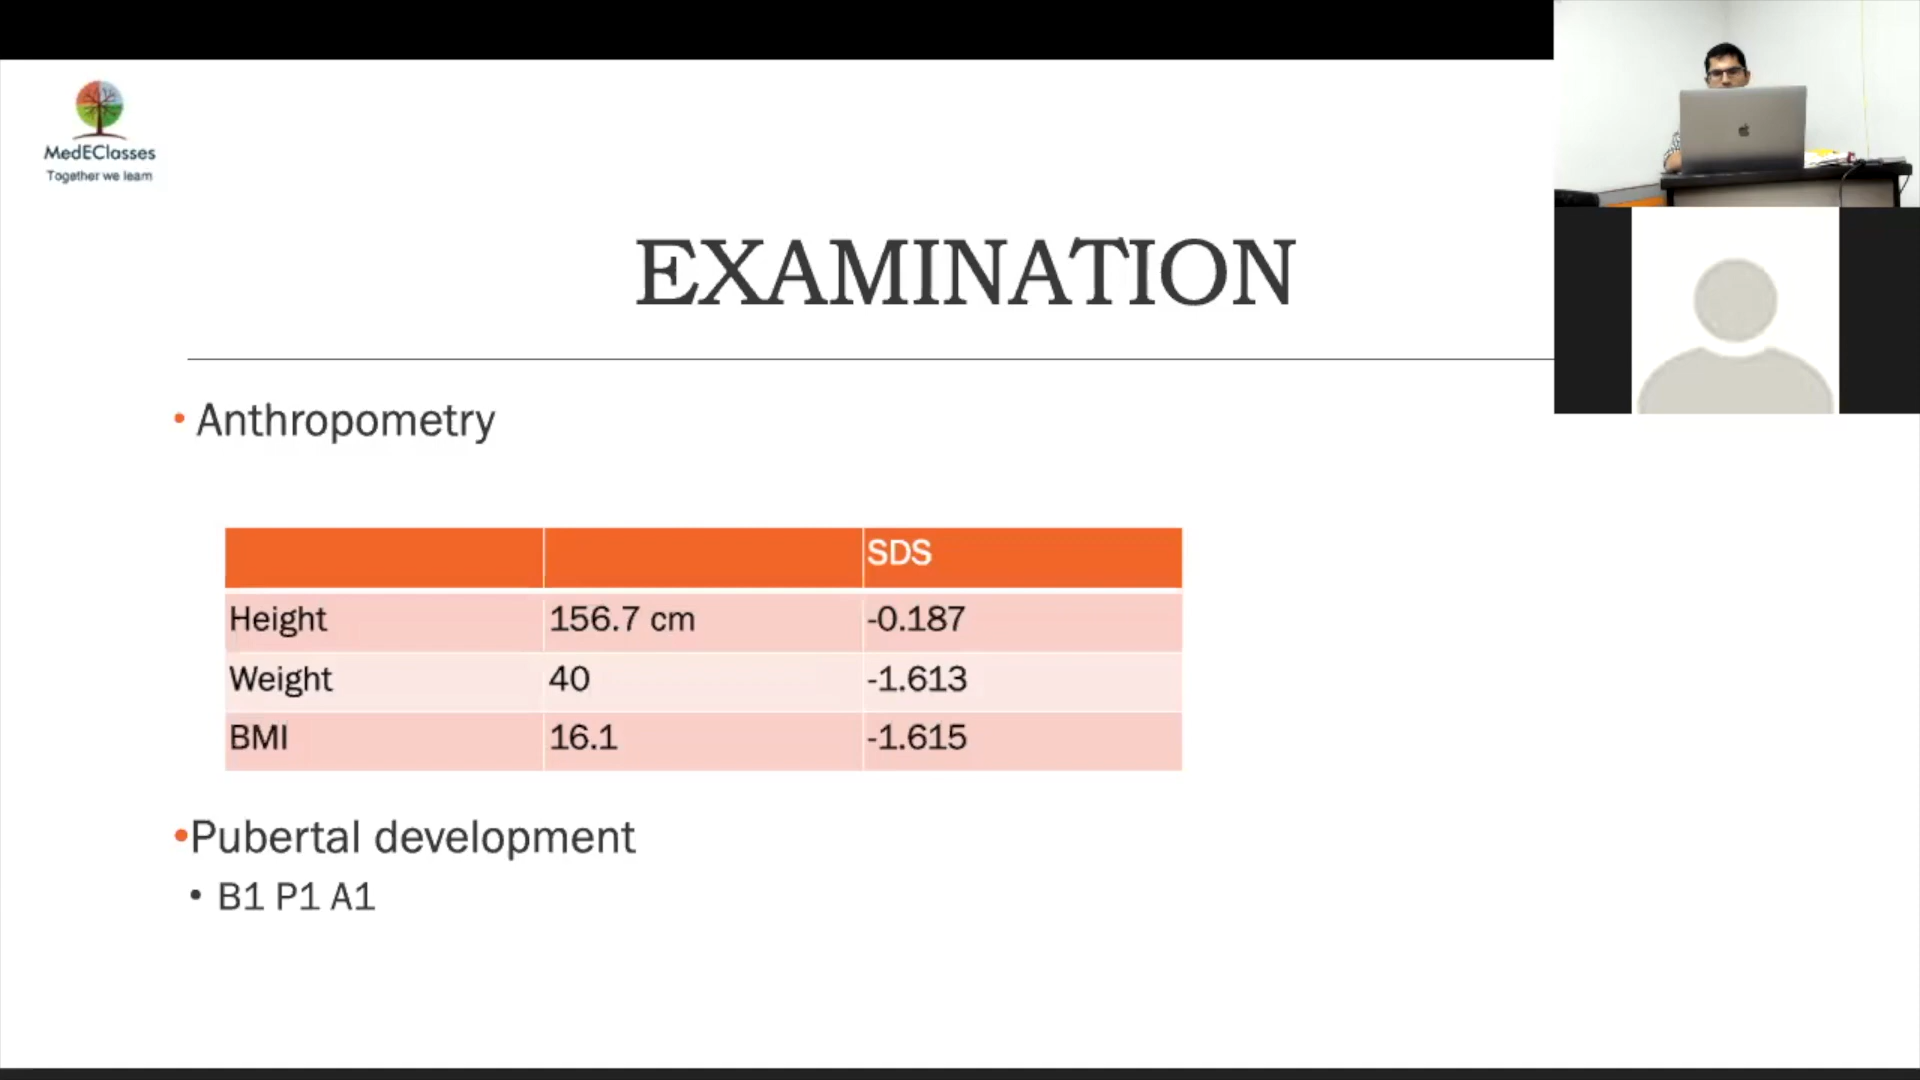 MedEClasses
Together we learn
EXAMINATION
• Anthropometry
SDS
Height 156.7 cm -0.187
Weight 40 -1.613
BMI 16.1 -1.615
•Pubertal development
• B1 P1 A1